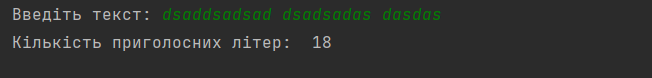 Введіть текст: dsaddsadsad dsadsadas dasdas
Кількість приголосних літер:  18